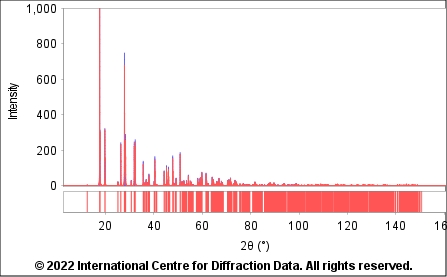 1,000
800
600
400
200
0
Intensity
20 40 60 80 100 120 140 16
2θ (°)
© 2022 International Centre for Diffraction Data. All rights reserved.